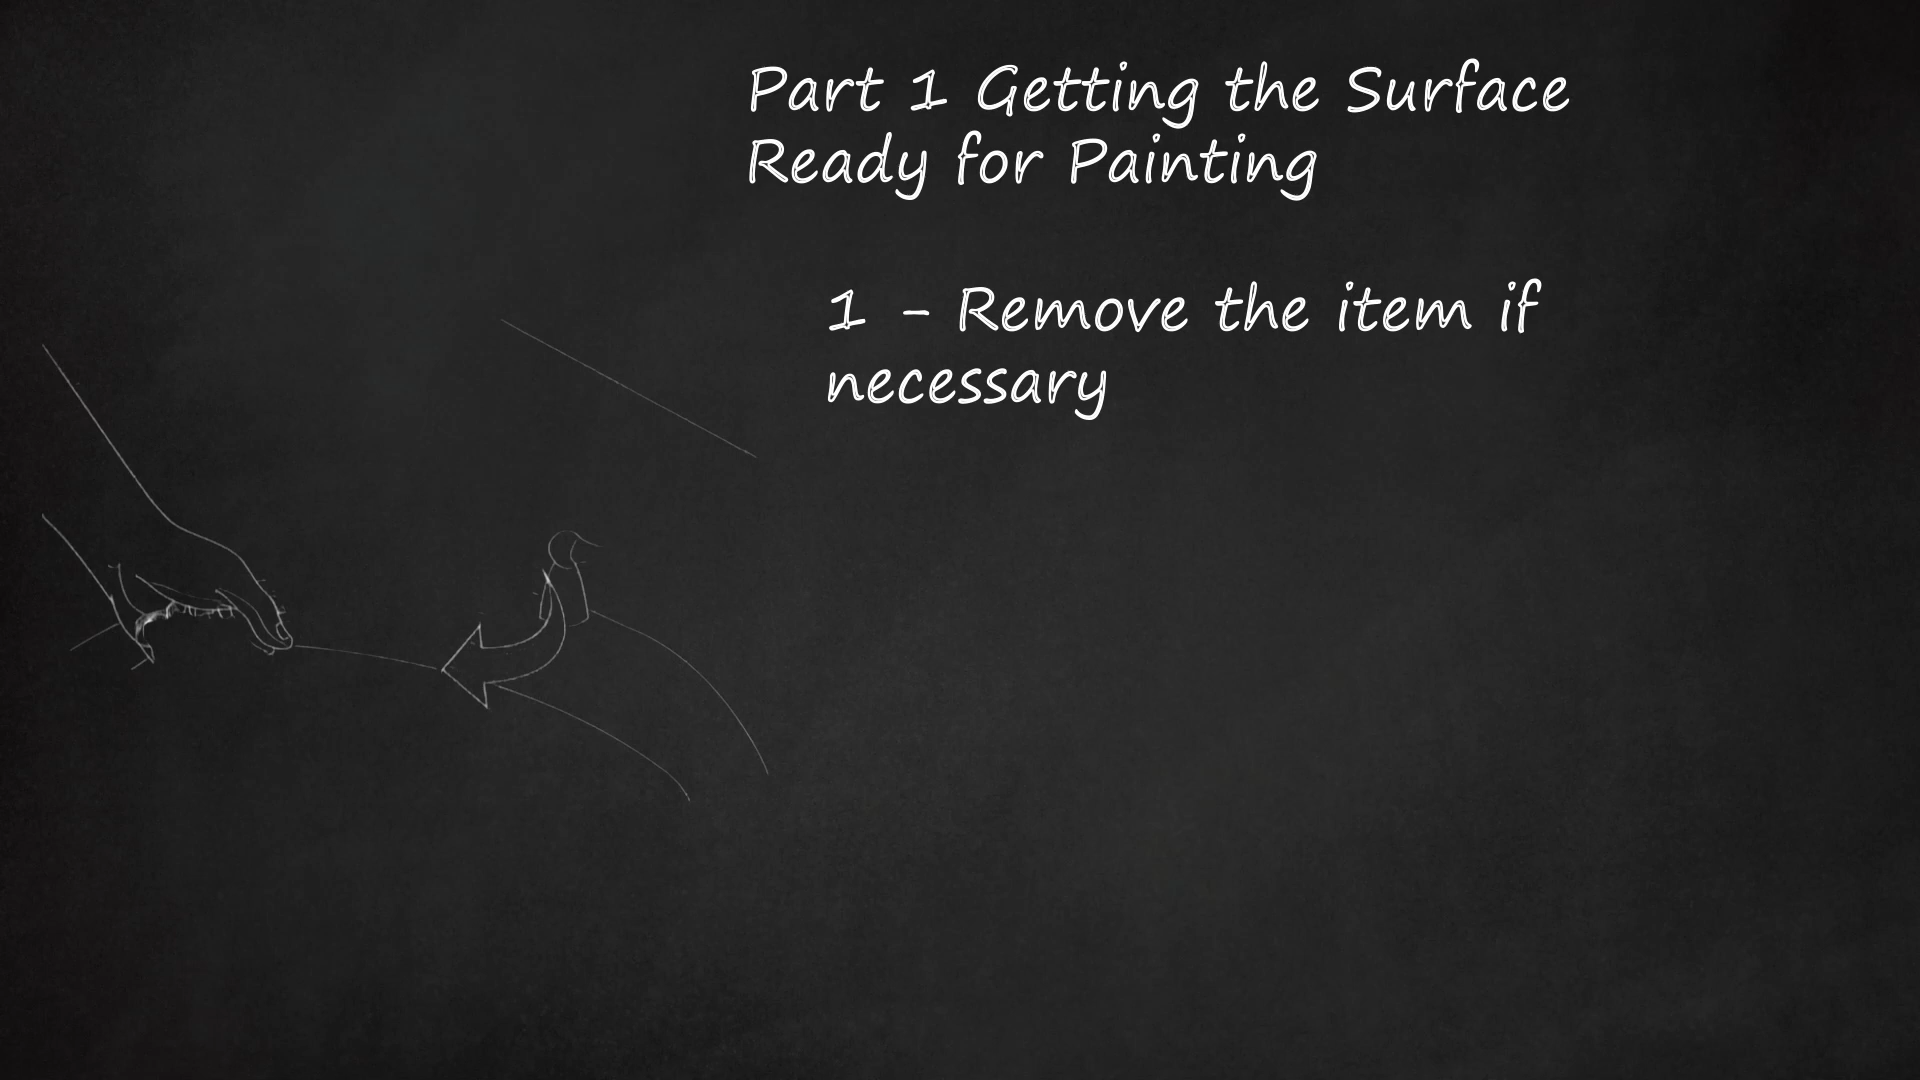 Part 1 Getting the Surface
Ready for Painting
1 - Remove the item if
necessary